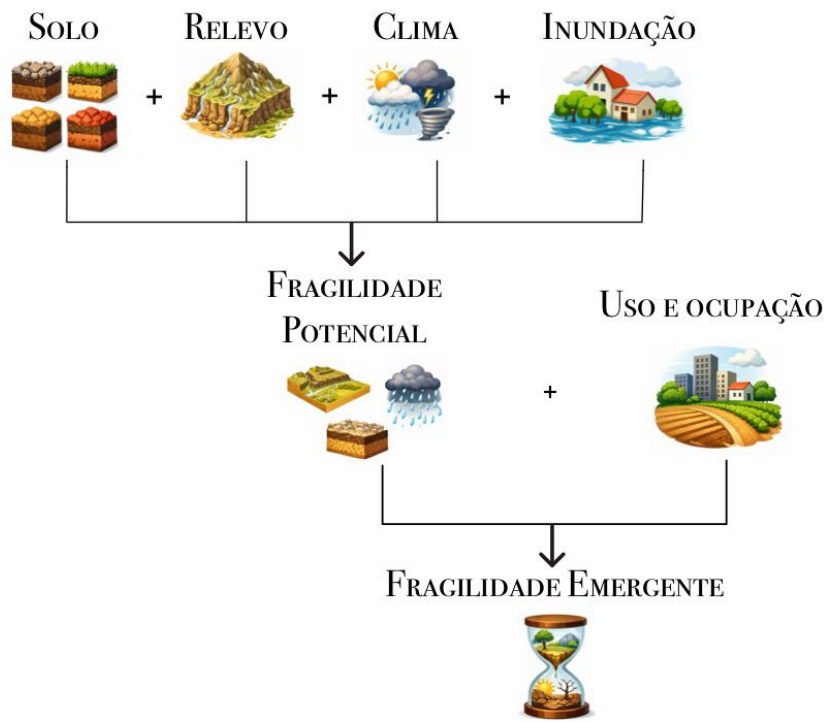 Solo
Relevo
Clima
Inundação
+
+
+
Fragilidade
Potencial
Uso e ocupação
+
Fragilidade Emergente